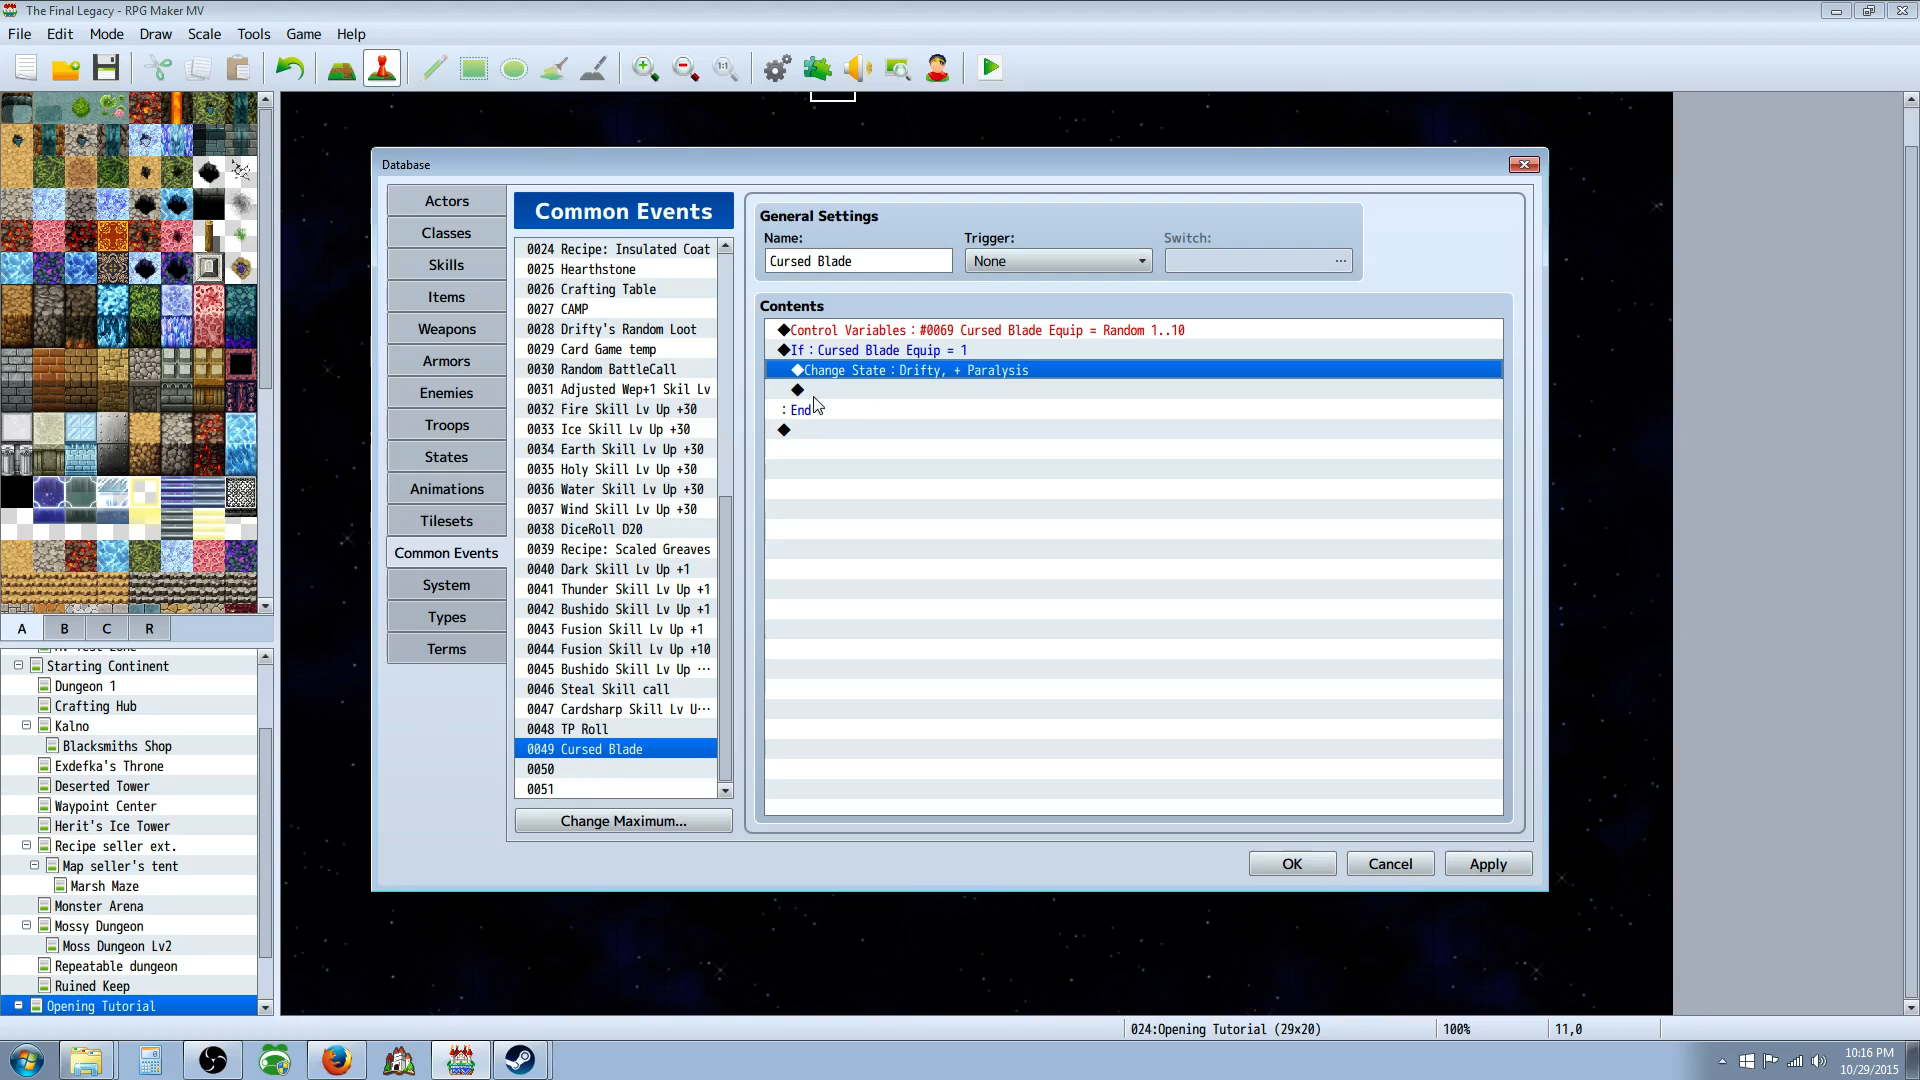 The Final Legacy - RPG Maker MV
File Edit Mode Draw Scale Tools Game Help
1:1
Database
Actors
Classes
Skills
Items
Weapons
Armors
Enemies
Troops
States
Animations
Tilesets
Common Events
System
Types
Terms
Common Events
0024 Recipe: Insulated Coat
0025 Hearthstone
0026 Crafting Table
0027 CAMP
0028 Drifty's Random Loot
0029 Card Game temp
0030 Random BattleCall
0031 Adjusted Wep+1 Skil Lv
0032 Fire Skill Lv Up +30
0033 Ice Skill Lv Up +30
0034 Earth Skill Lv Up +30
0035 Holy Skill Lv Up +30
0036 Water Skill Lv Up +30
0037 Wind Skill Lv Up +30
0038 DiceRoll D20
0039 Recipe: Scaled Greaves
0040 Dark Skill Lv Up +1
0041 Thunder Skill Lv Up +1
0042 Bushido Skill Lv Up +1
0043 Fusion Skill Lv Up +1
0044 Fusion Skill Lv Up +10
0045 Bushido Skill Lv Up ...
0046 Steal Skill call
0047 Cardsharp Skill Lv U...
0048 TP Roll
0049 Cursed Blade
0050
0051
Change Maximum...
General Settings
Name: Trigger: Switch:
Cursed Blade None ...
Contents
◆Control Variables : #0069 Cursed Blade Equip = Random 1..10
◆If : Cursed Blade Equip = 1
◆Change State : Drifty, + Paralysis
◆
: End
◆
OK Cancel Apply
A B C R
Starting Continent
Dungeon 1
Crafting Hub
Kalno
Blacksmiths Shop
Exdefka's Throne
Deserted Tower
Waypoint Center
Herit's Ice Tower
Recipe seller ext.
Map seller's tent
Marsh Maze
Monster Arena
Mossy Dungeon
Moss Dungeon Lv2
Repeatable dungeon
Ruined Keep
Opening Tutorial
024:Opening Tutorial (29x20) 100% 11,0
10:16 PM
10/29/2015